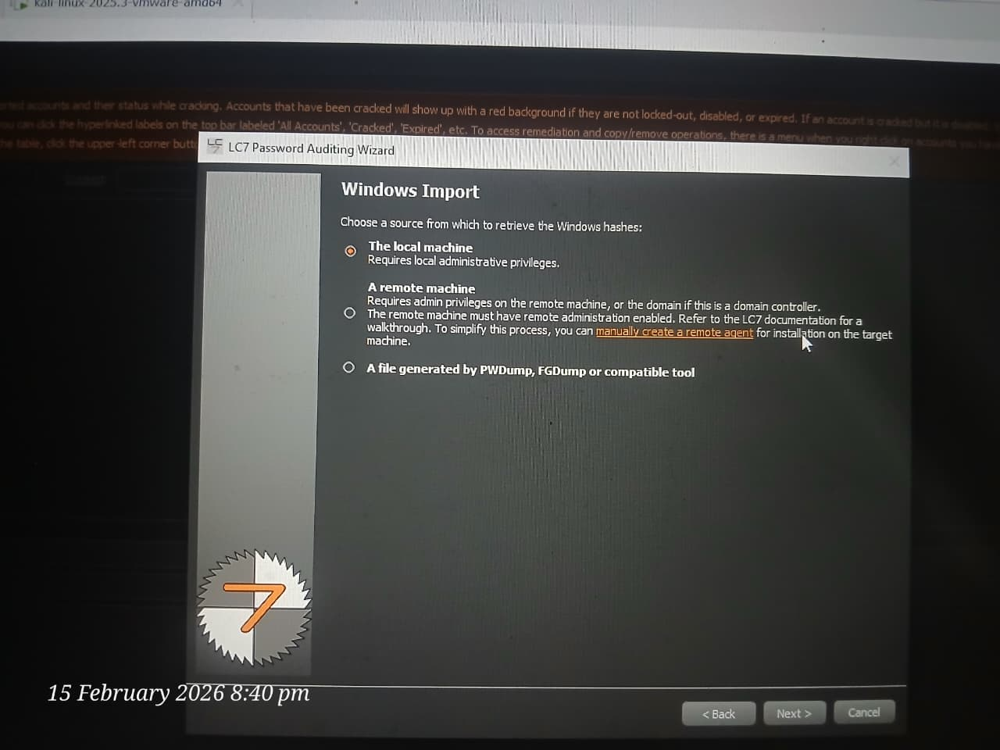 kali-linux-2025.3-vmware-amd64
accounts and their status while cracking. Accounts that have been cracked will show up with a red background if they are not locked-out, disabled, or expired. If an account is cracked but it is disabled,
you can click the hyperlinked labels on the top bar labeled 'All Accounts', 'Cracked', 'Expired', etc. To access remediation and copy/remove operations, there is a menu when you right-click on accounts you have
the table, click the upper-left corner
LC7 Password Auditing Wizard
Windows Import
Choose a source from which to retrieve the Windows hashes:
The local machine
Requires local administrative privileges.
A remote machine
Requires admin privileges on the remote machine, or the domain if this is a domain controller.
The remote machine must have remote administration enabled. Refer to the LC7 documentation for a
walkthrough. To simplify this process, you can manually create a remote agent for installation on the target
machine.
A file generated by PWDump, FGDump or compatible tool
7
15 February 2026 8:40 pm
< Back
Next >
Cancel